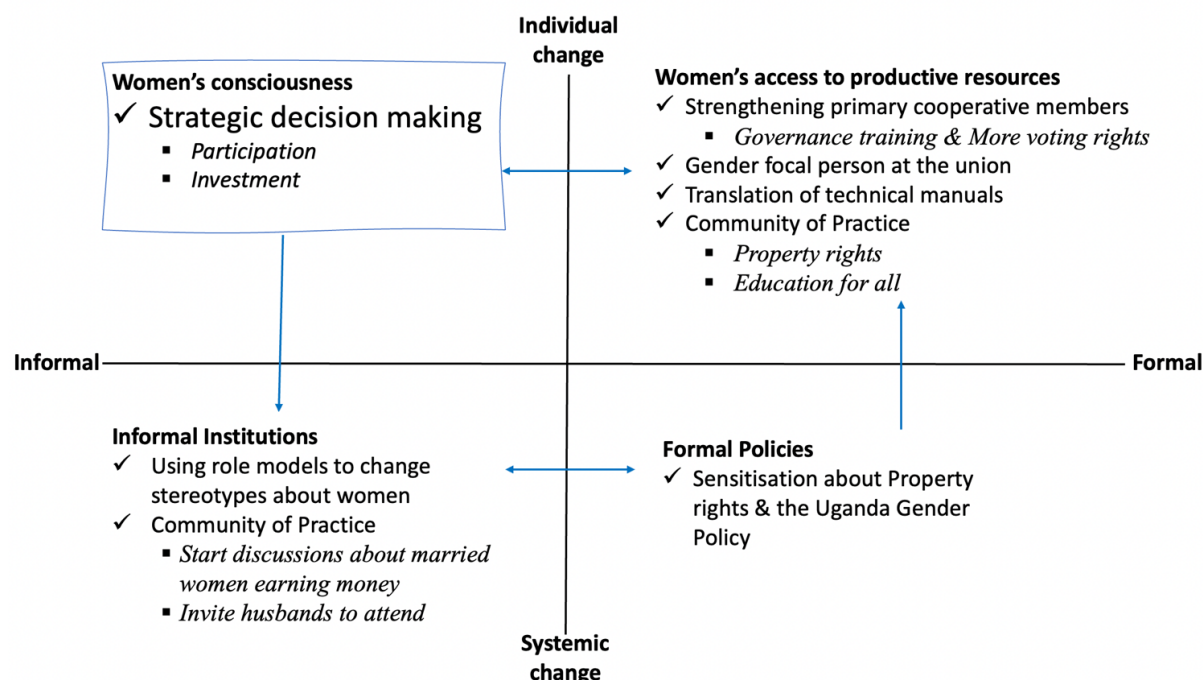 Individual
change
Women's consciousness
✓ Strategic decision making
▪ Participation
▪ Investment
Women's access to productive resources
✓ Strengthening primary cooperative members
▪ Governance training & More voting rights
✓ Gender focal person at the union
✓ Translation of technical manuals
✓ Community of Practice
▪ Property rights
▪ Education for all
Informal
Formal
Informal Institutions
✓ Using role models to change
stereotypes about women
✓ Community of Practice
▪ Start discussions about married
women earning money
▪ Invite husbands to attend
Formal Policies
✓ Sensitisation about Property
rights & the Uganda Gender
Policy
Systemic
change